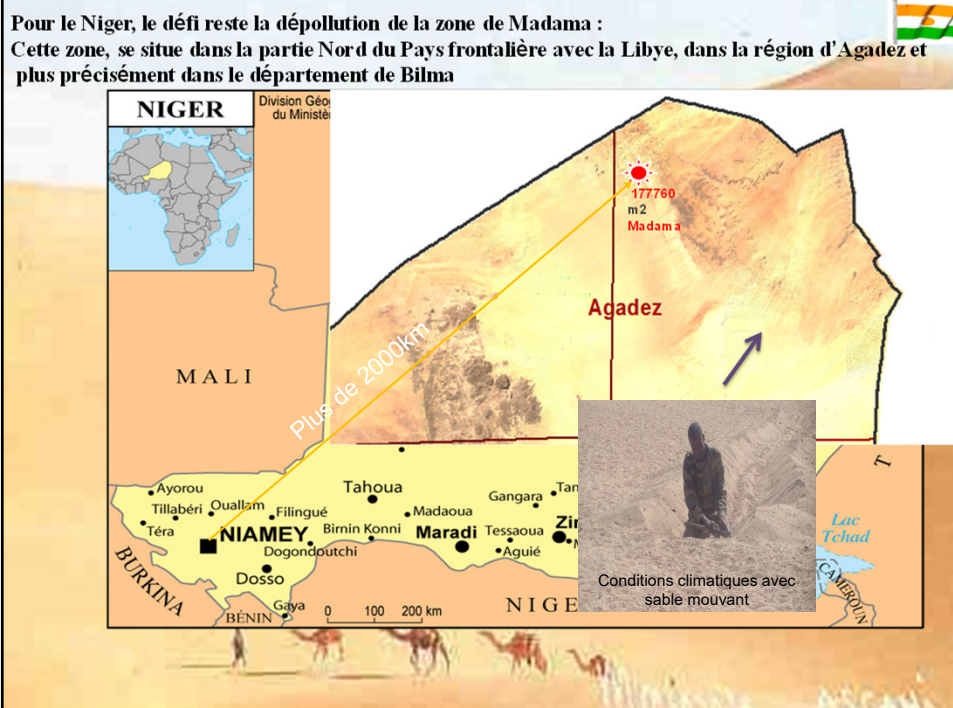 Pour le Niger, le défi reste la dépollution de la zone de Madama :
Cette zone, se situe dans la partie Nord du Pays frontalière avec la Libye, dans la région d'Agadez et
plus précisément dans le département de Bilma
NIGER
Division Géo
du Ministè
177760
m2
Madama
Agadez
Plus de 2000km
MALI
T
Ayorou
Tahoua
Gangara
Tan
Tillabéri
Ouallam
Filingué
Madaoua
Téra
NIAMEY
Birnin Konni
Maradi
Tessaoua
Zin
Dogondoutchi
Aguié
Lac
Tchad
Dosso
BURKINA
Conditions climatiques avec
sable mouvant
CAMEROUN
Gaya
BÉNIN
0 100 200 km
NIGE